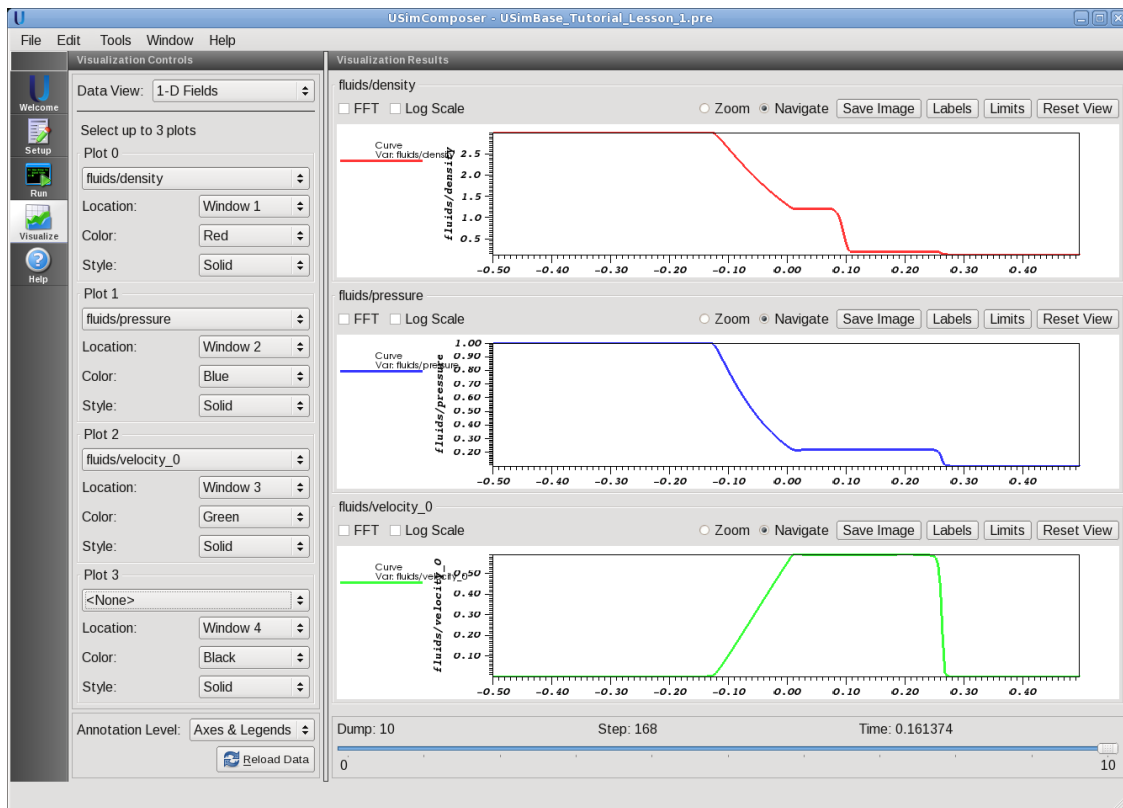 USimComposer - USimBase_Tutorial_Lesson_1.pre
File Edit Tools Window Help
Welcome
Setup
Run
Visualize
Help
Visualization Controls
Data View: 1-D Fields
Select up to 3 plots
Plot 0
fluids/density
Location: Window 1
Color: Red
Style: Solid
Plot 1
fluids/pressure
Location: Window 2
Color: Blue
Style: Solid
Plot 2
fluids/velocity_0
Location: Window 3
Color: Green
Style: Solid
Plot 3
<None>
Location: Window 4
Color: Black
Style: Solid
Annotation Level: Axes & Legends
Reload Data
Visualization Results
fluids/density
FFT Log Scale Zoom Navigate Save Image Labels Limits Reset View
Curve
Var: fluids/density
fluids/density
2.5
2.0
1.5
1.0
0.5
-0.50 -0.40 -0.30 -0.20 -0.10 0.00 0.10 0.20 0.30 0.40
fluids/pressure
FFT Log Scale Zoom Navigate Save Image Labels Limits Reset View
Curve
Var: fluids/pressure
fluids/pressure
1.00
0.90
0.80
0.70
0.60
0.50
0.40
0.30
0.20
-0.50 -0.40 -0.30 -0.20 -0.10 0.00 0.10 0.20 0.30 0.40
fluids/velocity_0
FFT Log Scale Zoom Navigate Save Image Labels Limits Reset View
Curve
Var: fluids/velocity_0
fluids/velocity_0
0.50
0.40
0.30
0.20
0.10
-0.50 -0.40 -0.30 -0.20 -0.10 0.00 0.10 0.20 0.30 0.40
Dump: 10 Step: 168 Time: 0.161374
0 10